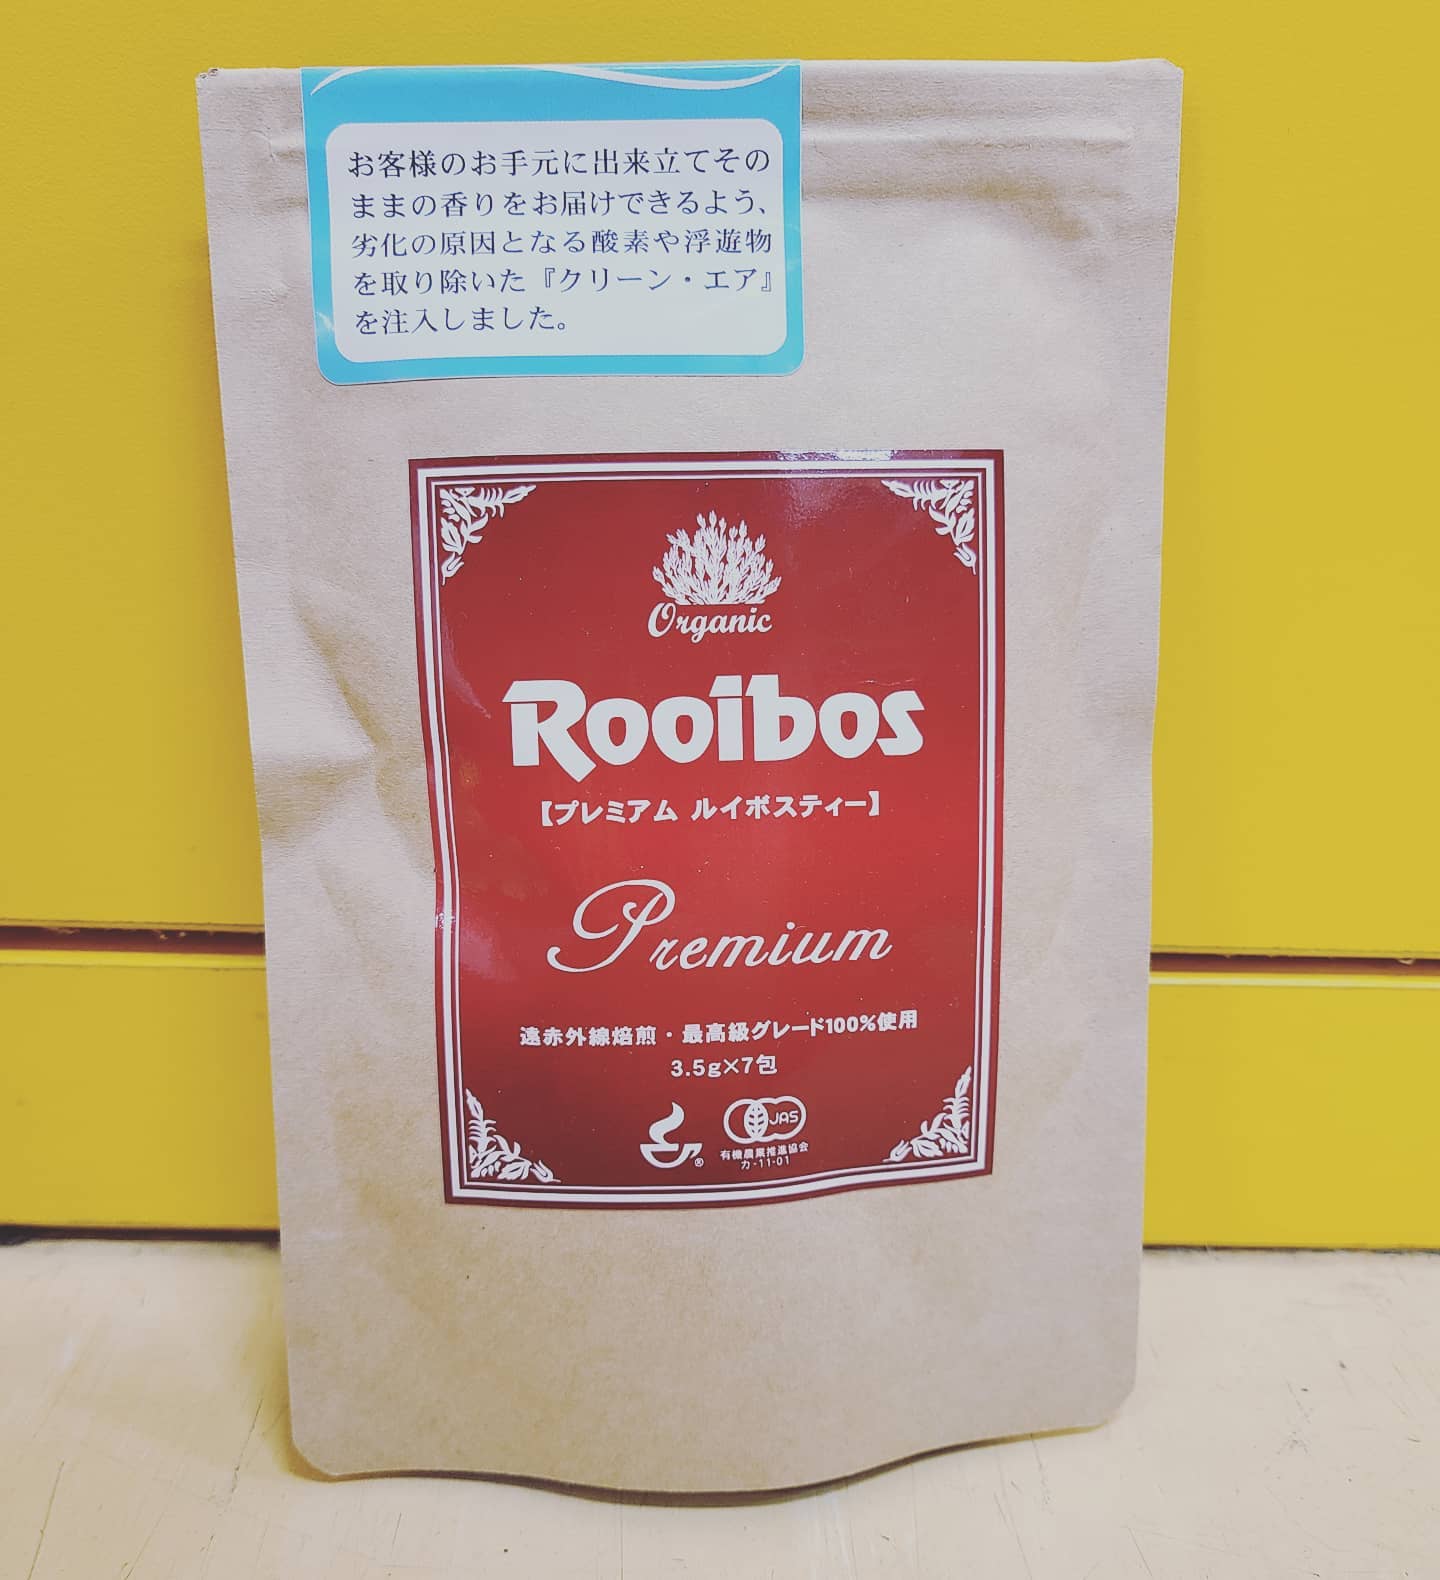 お客様のお手元に出来立てその
ままの香りをお届けできるよう、
劣化の原因となる酸素や浮遊物
を取り除いた『クリーン・エア』
を注入しました。
Organic
Rooibos
【プレミアム ルイボスティー】
Premium
遠赤外線焙煎・最高級グレード100%使用
3.5g×7包
®
JAS
有機農業推進協会
カ-11-01